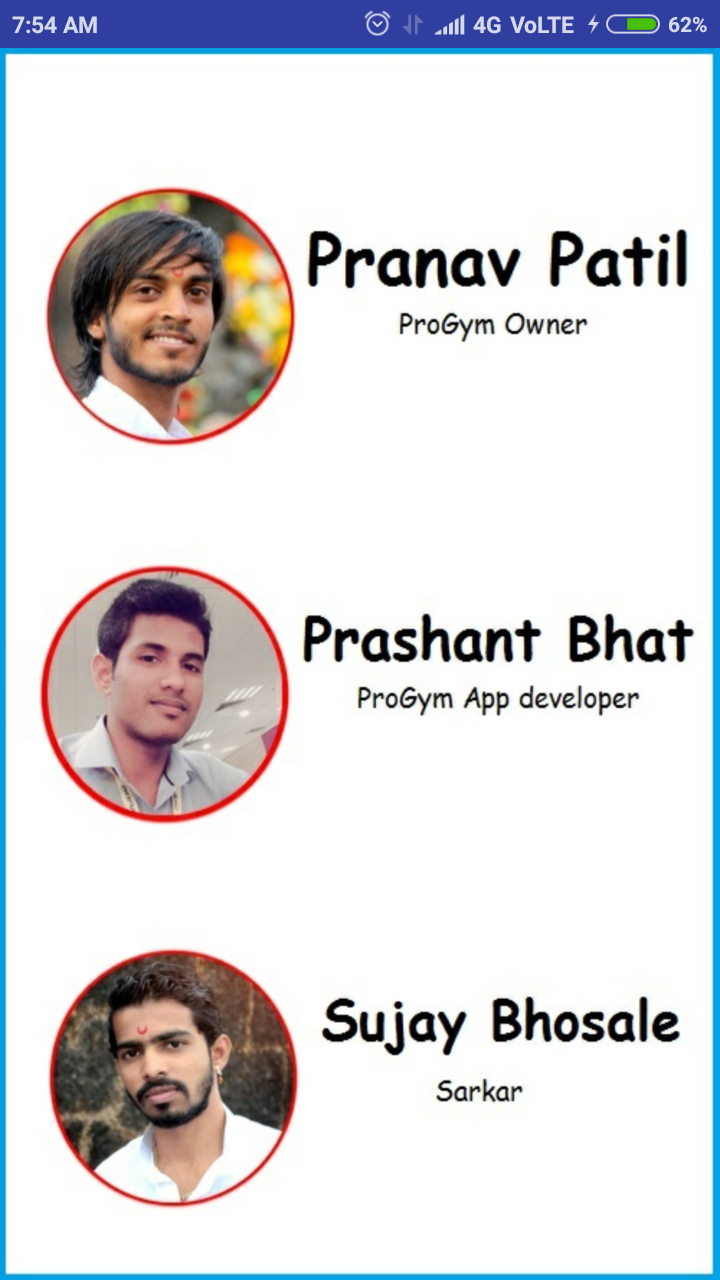 7:54 AM 4G VoLTE 62%
Pranav Patil
ProGym Owner
Prashant Bhat
ProGym App developer
Sujay Bhosale
Sarkar